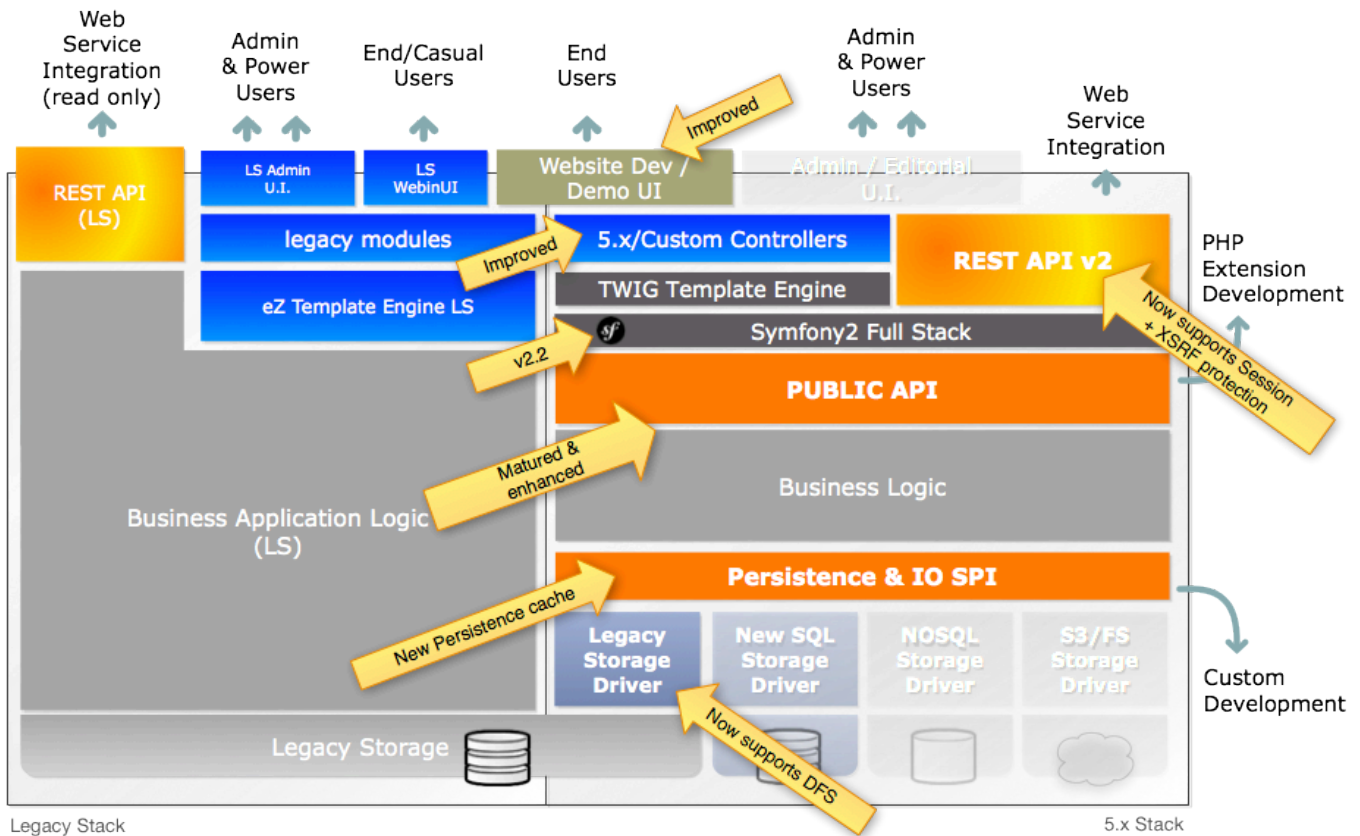 Web
Service
Integration
(read only)
Admin
& Power
Users
End/Casual
Users
End
Users
Admin
& Power
Users
Web
Service
Integration
Improved
REST API
(LS)
LS Admin
U.I.
LS
WebinUI
Website Dev /
Demo UI
Admin / Editorial
U.I.
legacy modules
Improved
5.x/Custom Controllers
REST API v2
PHP
Extension
Development
eZ Template Engine LS
TWIG Template Engine
sf
Symfony2 Full Stack
v2.2
Now supports Session
+ XSRF protection
PUBLIC API
Matured &
enhanced
Business Logic
Business Application Logic
(LS)
Persistence & IO SPI
New Persistence cache
Legacy
Storage
Driver
New SQL
Storage
Driver
NOSQL
Storage
Driver
S3/FS
Storage
Driver
Custom
Development
Legacy Storage
Now supports DFS
Legacy Stack
5.x Stack